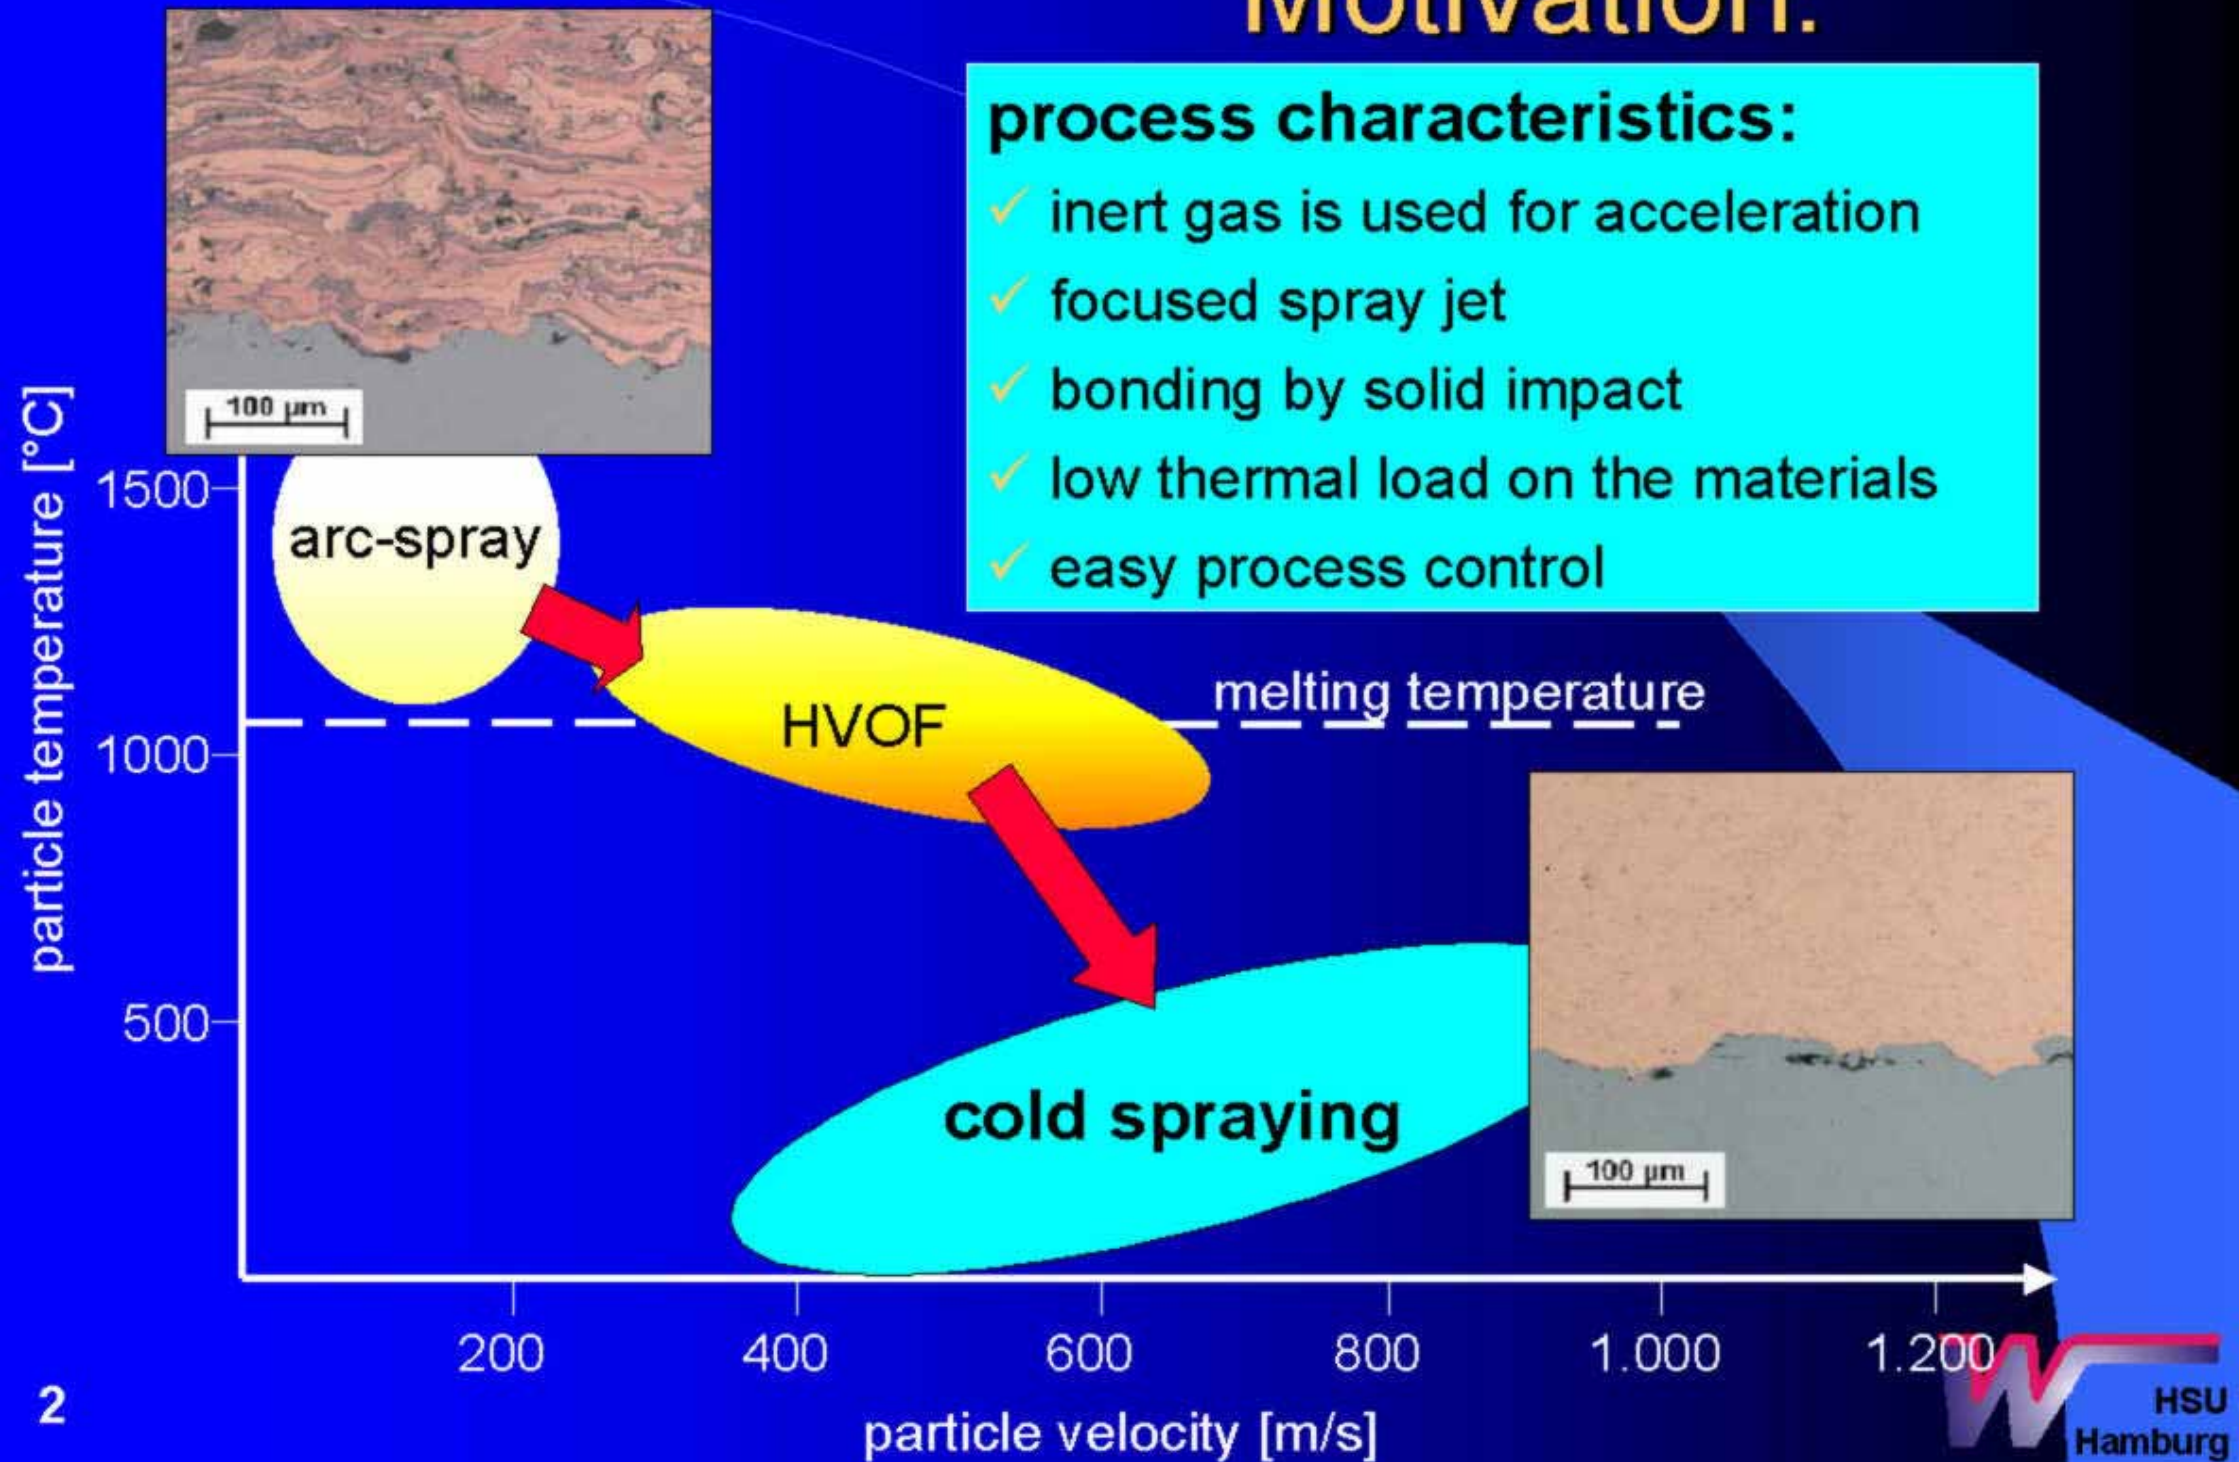 Motivation:
process characteristics:
✓ inert gas is used for acceleration
✓ focused spray jet
✓ bonding by solid impact
✓ low thermal load on the materials
✓ easy process control
100 µm
particle temperature [°C]
1500
arc-spray
melting temperature
HVOF
1000
500
cold spraying
100 µm
200 400 600 800 1.000 1.200
particle velocity [m/s]
2
HSU
Hamburg